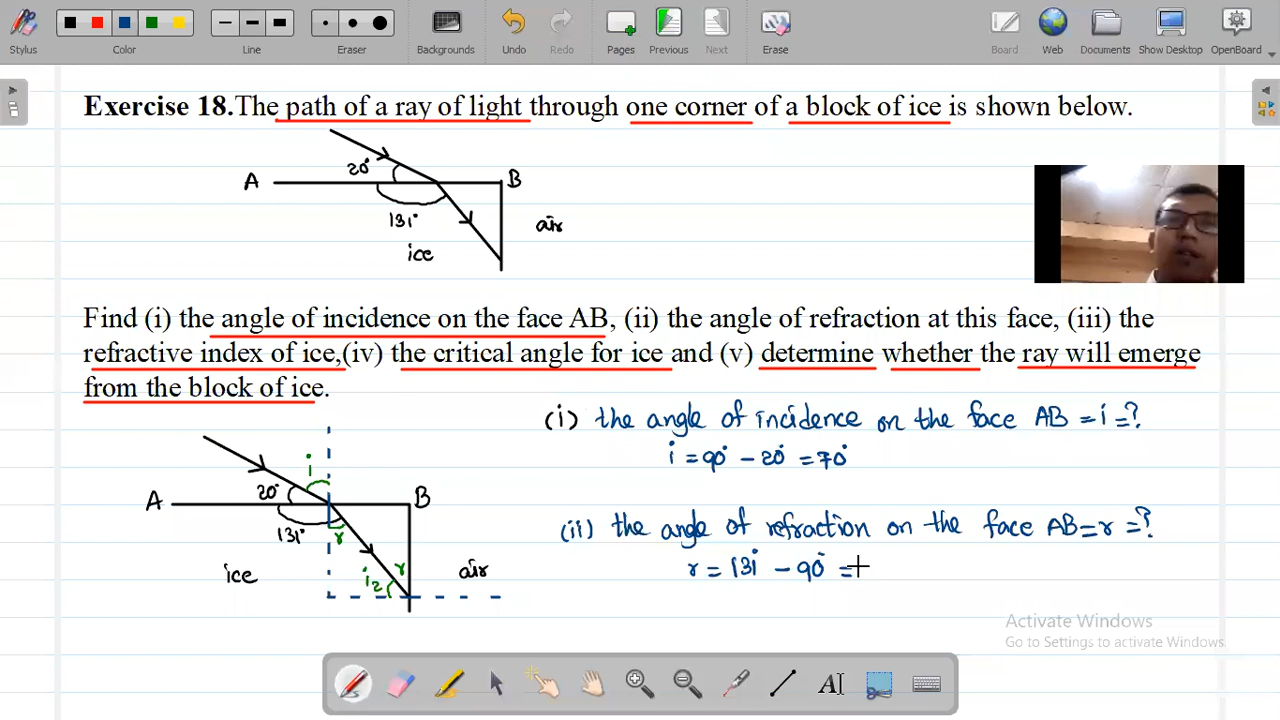 Stylus Color Line Eraser Backgrounds Undo Redo Pages Previous Next Erase Board Web Documents Show Desktop OpenBoard
Exercise 18.The path of a ray of light through one corner of a block of ice is shown below.
20°
A B
131°
air
ice
Find (i) the angle of incidence on the face AB, (ii) the angle of refraction at this face, (iii) the
refractive index of ice,(iv) the critical angle for ice and (v) determine whether the ray will emerge
from the block of ice.
(i) the angle of incidence on the face AB = i = ?
i = 90° - 20° = 70°
i
20°
A B
131° r
(ii) the angle of refraction on the face AB = r = ?
r = 131° - 90° =
ice i2 r air
Activate Windows
Go to Settings to activate Windows.